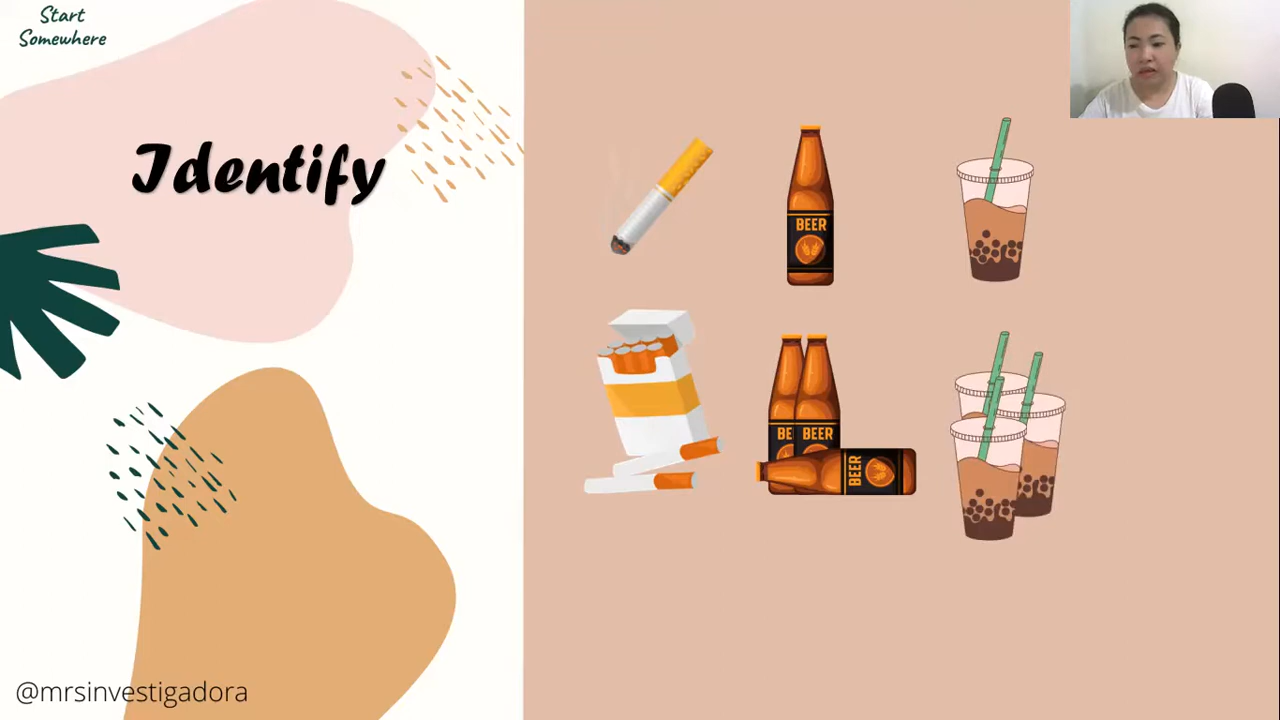 Start
Somewhere
Identify
BEER
BE
BEER
BEER
@mrsinvestigadora